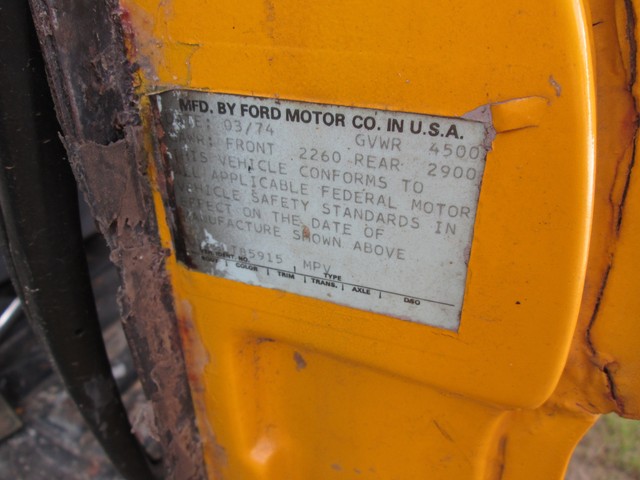 MFD. BY FORD MOTOR CO. IN U.S.A.
03/74 GVWR 4500
FRONT 2260 REAR 2900
VEHICLE CONFORMS TO
APPLICABLE FEDERAL MOTOR
VEHICLE SAFETY STANDARDS IN
EFFECT ON THE DATE OF
MANUFACTURE SHOWN ABOVE
T85915 MPV
NO. TYPE
COLOR TRIM TRANS. AXLE DSO